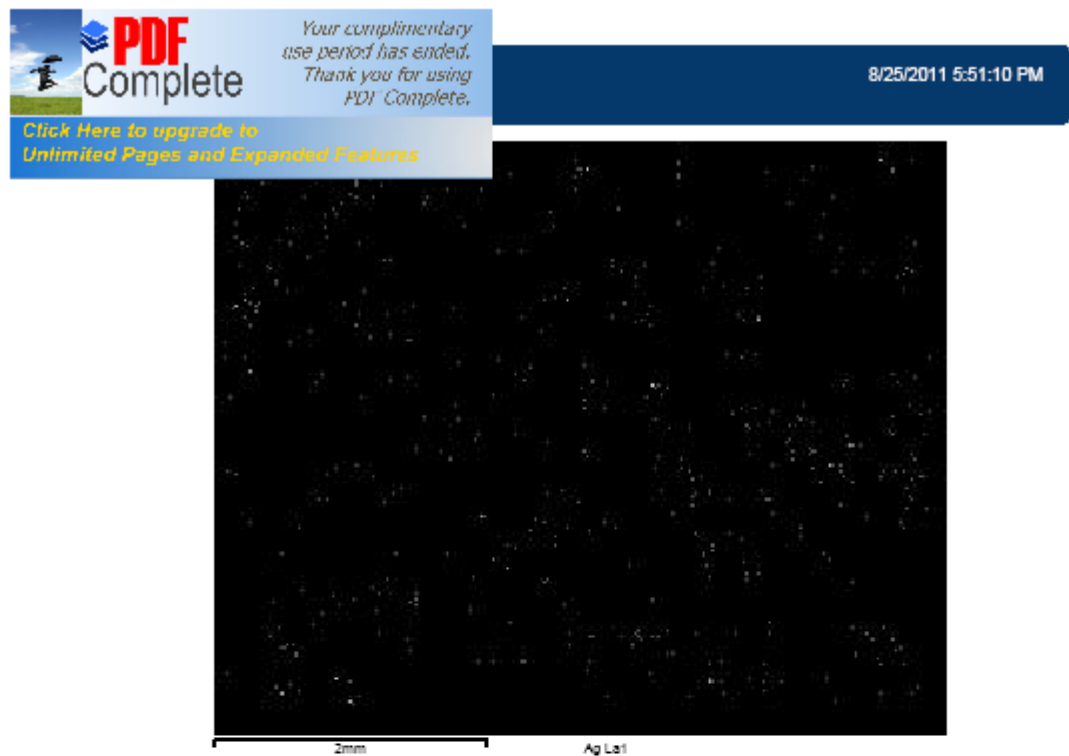 PDF
Complete
Your complimentary
use period has ended.
Thank you for using
PDF Complete.
Click Here to upgrade to
Unlimited Pages and Expanded Features
8/25/2011 5:51:10 PM
2mm
Ag La1